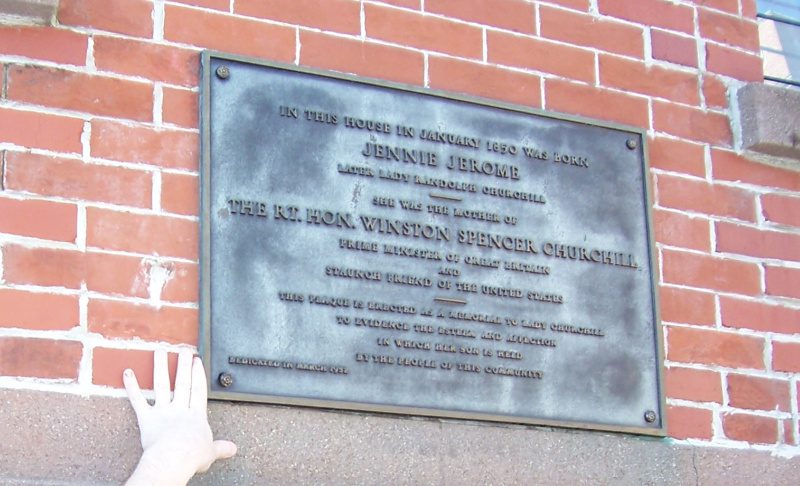 IN THIS HOUSE IN JANUARY 1850 WAS BORN
JENNIE JEROME
LATER LADY RANDOLPH CHURCHILL
SHE WAS THE MOTHER OF
THE RT. HON. WINSTON SPENCER CHURCHILL
PRIME MINISTER OF GREAT BRITAIN
AND
STAUNCH FRIEND OF THE UNITED STATES
THIS PLAQUE IS ERECTED AS A MEMORIAL TO LADY CHURCHILL
TO EVIDENCE THE ESTEEM AND AFFECTION
IN WHICH HER SON IS HELD
BY THE PEOPLE OF THIS COMMUNITY
DEDICATED IN MARCH 1952